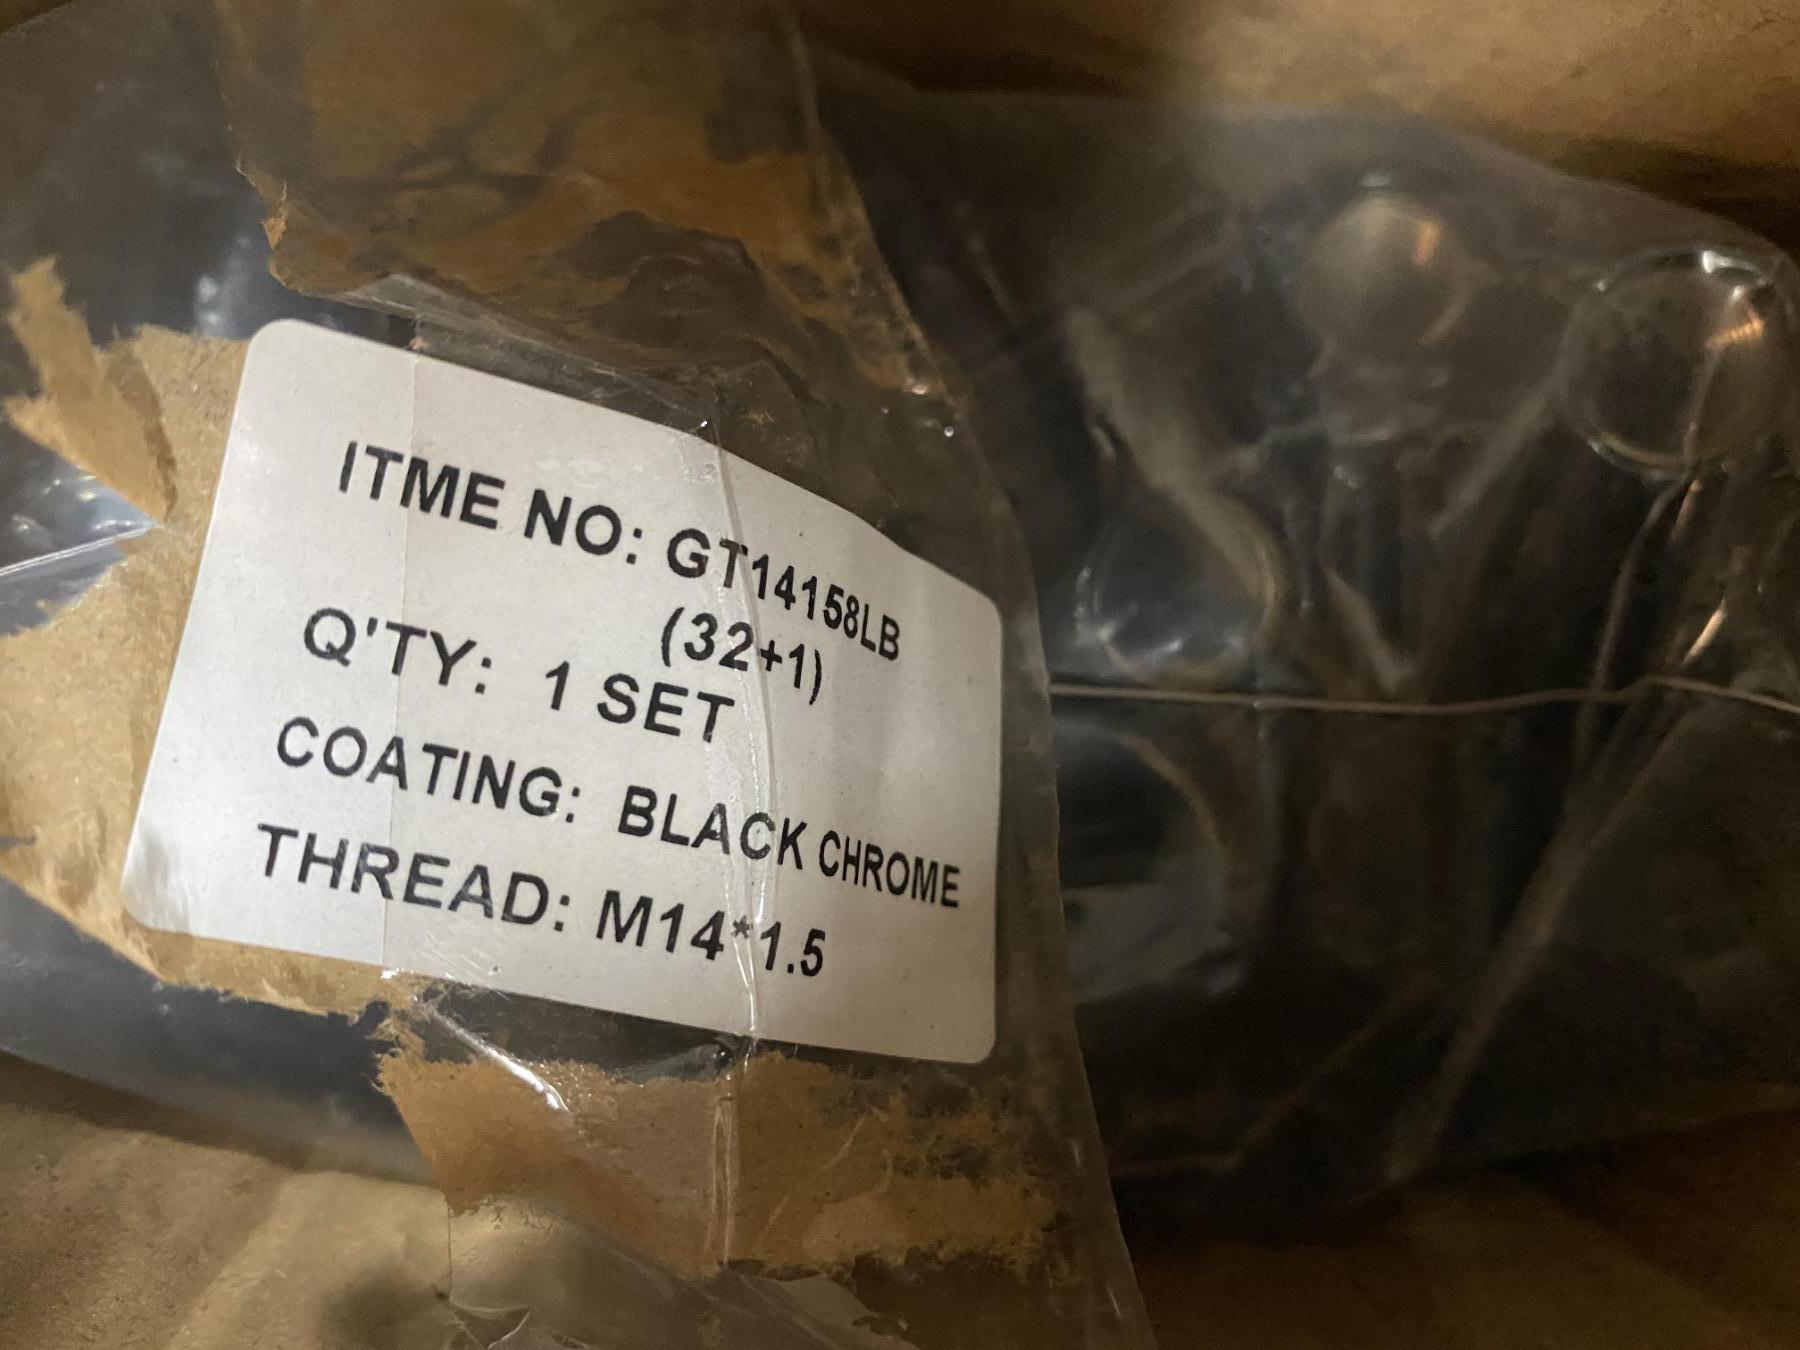 ITME NO: GT14158LB
(32+1)
Q'TY: 1 SET
COATING: BLACK CHROME
THREAD: M14*1.5